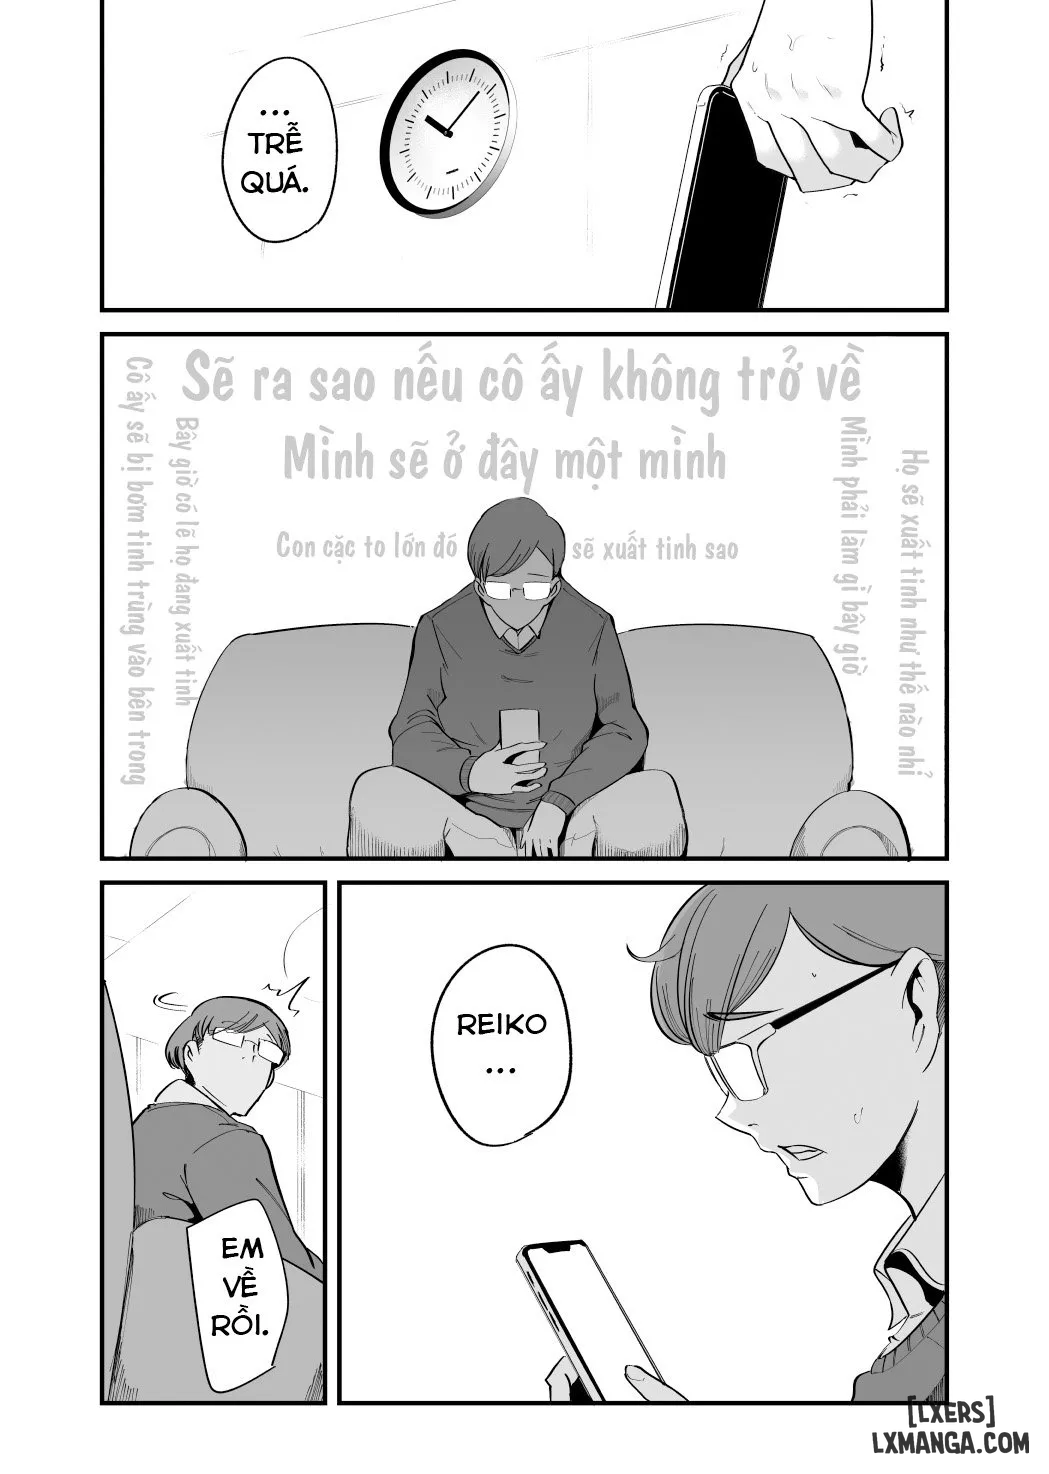 ...
TRỄ
QUÁ.
Sẽ ra sao nếu cô ấy không trở về
Mình sẽ ở đây một mình
Con cặc to lớn đó sẽ xuất tinh sao
Cô ấy sẽ bị bơm tinh trùng vào bên trong
Bây giờ có lẽ họ đang xuất tinh
Mình phải làm gì bây giờ
Họ sẽ xuất tinh như thế nào nhỉ
REIKO
...
EM
VỀ
RỒI.
[LXERS]
LXMANGA.COM